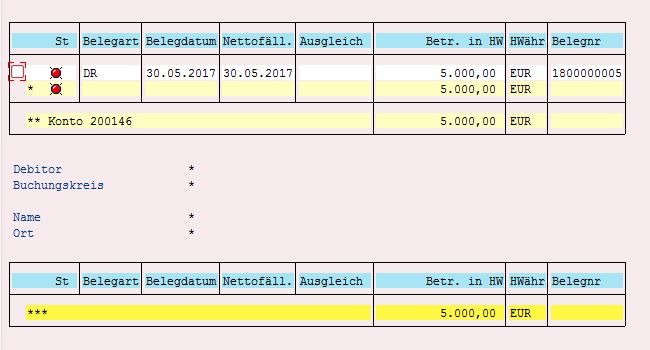 St Belegart Belegdatum Nettofäll. Ausgleich Betr. in HW HWähr Belegnr
DR 30.05.2017 30.05.2017 5.000,00 EUR 1800000005
* 5.000,00 EUR
** Konto 200146 5.000,00 EUR
Debitor *
Buchungskreis *
Name *
Ort *
St Belegart Belegdatum Nettofäll. Ausgleich Betr. in HW HWähr Belegnr
*** 5.000,00 EUR